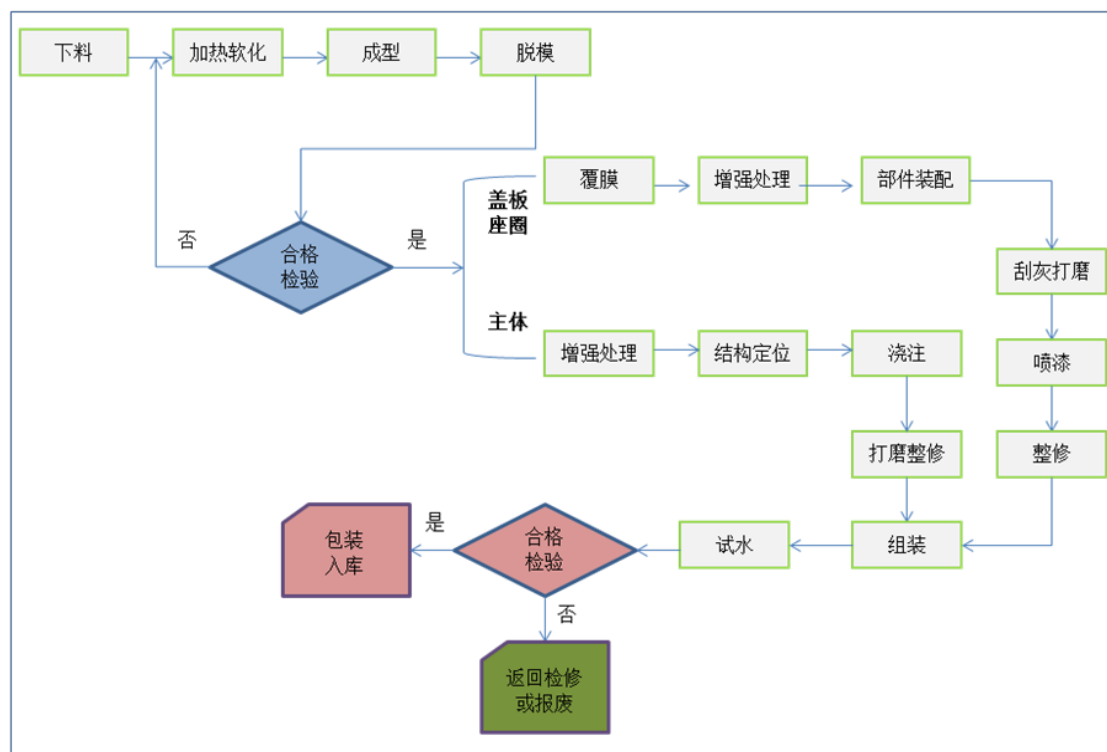 下料
加热软化
成型
脱模
覆膜
增强处理
部件装配
盖板
座圈
否
合格
检验
是
刮灰打磨
主体
增强处理
结构定位
浇注
喷漆
打磨整修
整修
包装
入库
是
合格
检验
试水
组装
否
返回检修
或报废